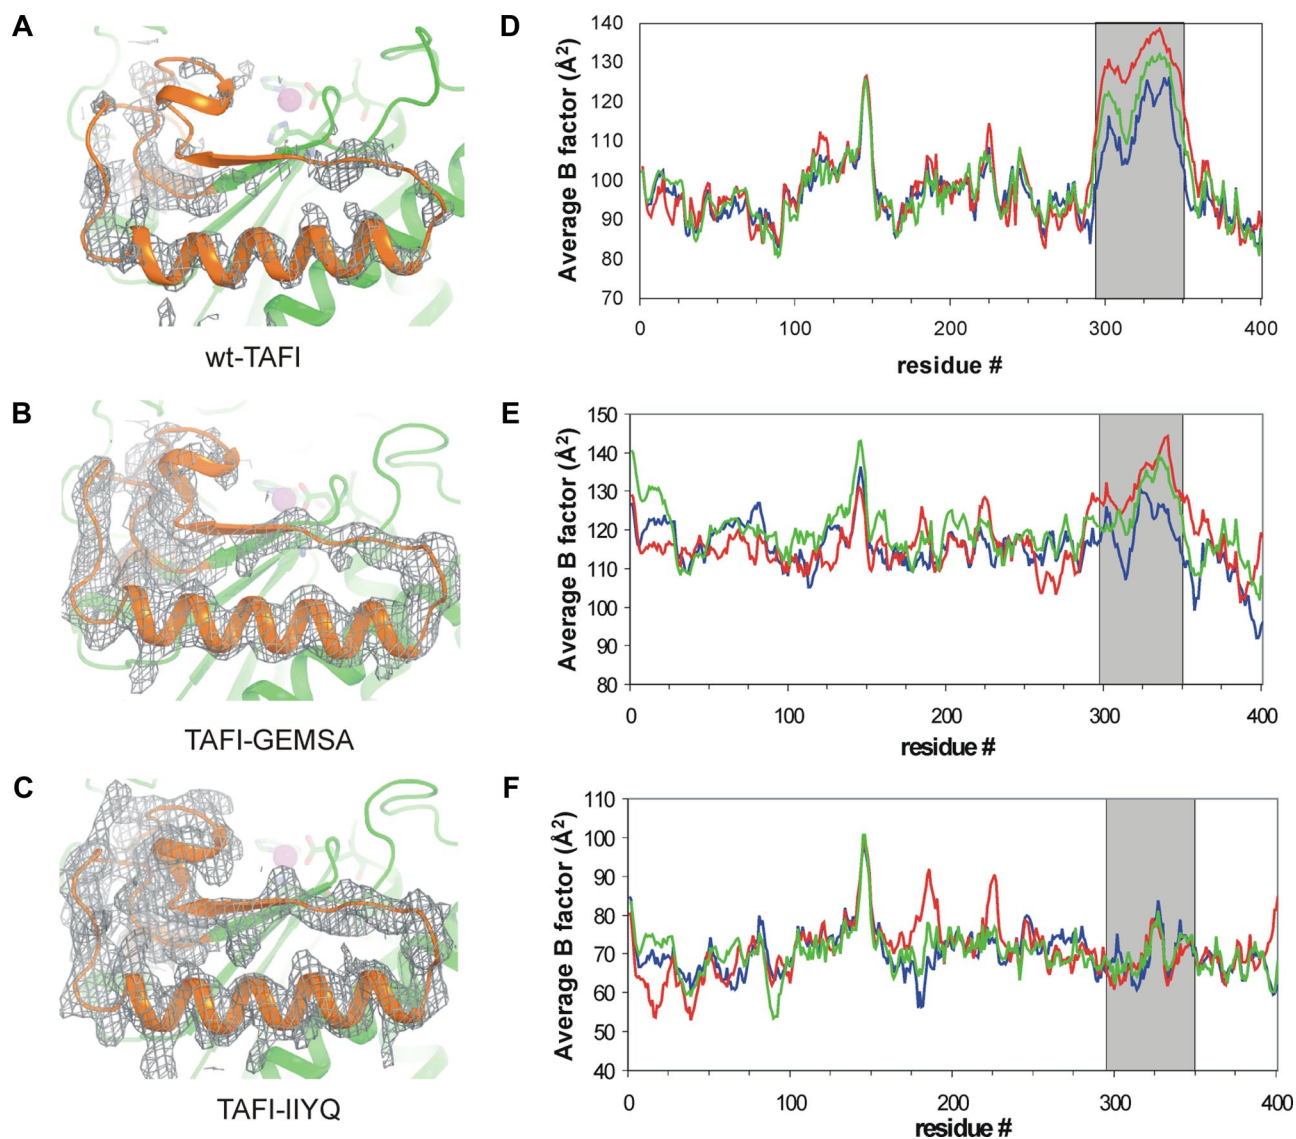 A
wt-TAFI
B
TAFI-GEMSA
C
TAFI-IIYQ
D
Average B factor (Å²)
140
130
120
110
100
90
80
70
0
100
200
300
400
residue #
E
Average B factor (Å²)
150
140
130
120
110
100
90
80
0
100
200
300
400
residue #
F
Average B factor (Å²)
110
100
90
80
70
60
50
40
0
100
200
300
400
residue #